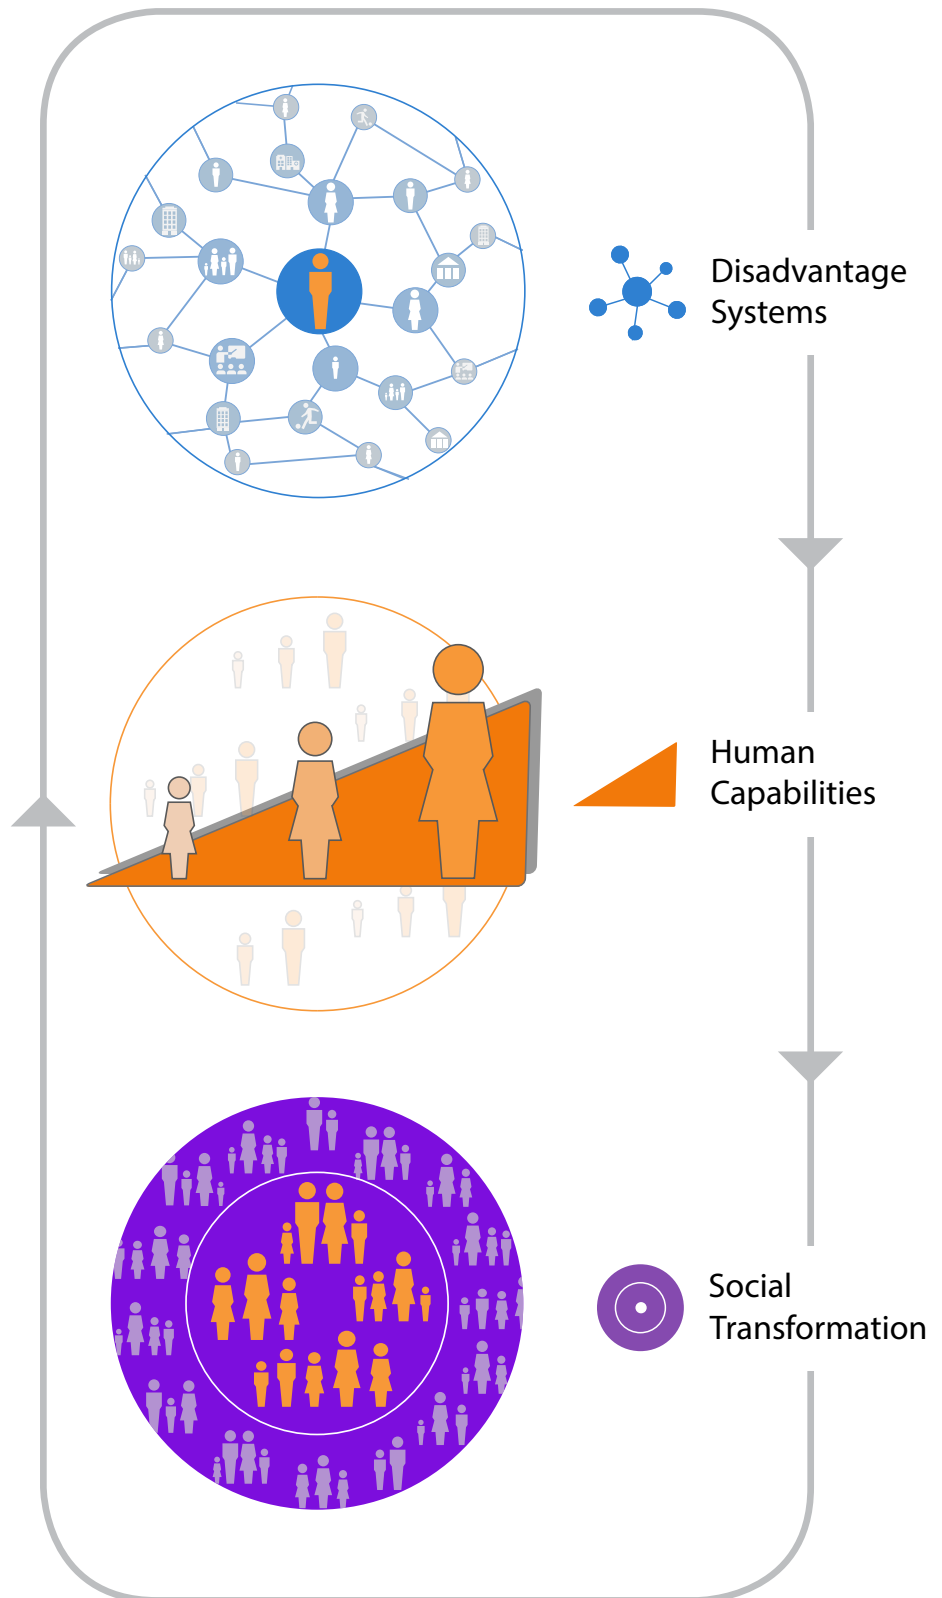 Disadvantage
Systems
Human
Capabilities
Social
Transformation